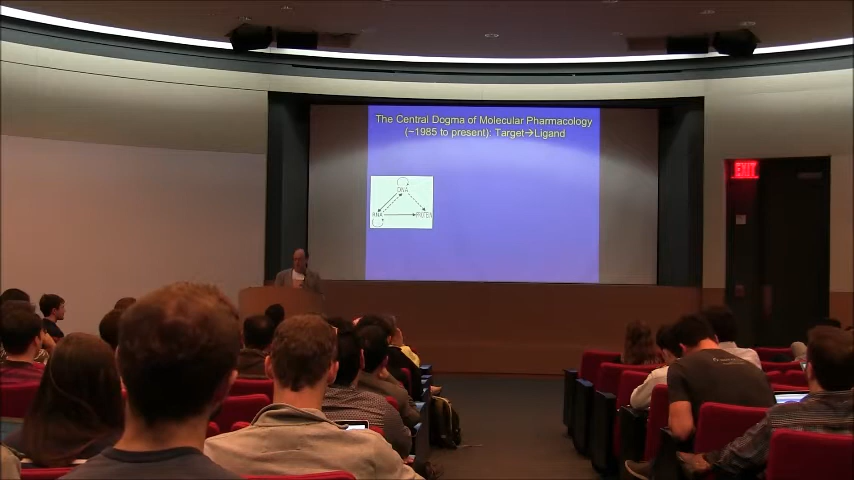 The Central Dogma of Molecular Pharmacology
(~1985 to present): Target→Ligand
EXIT
DNA
RNA
PROTEIN